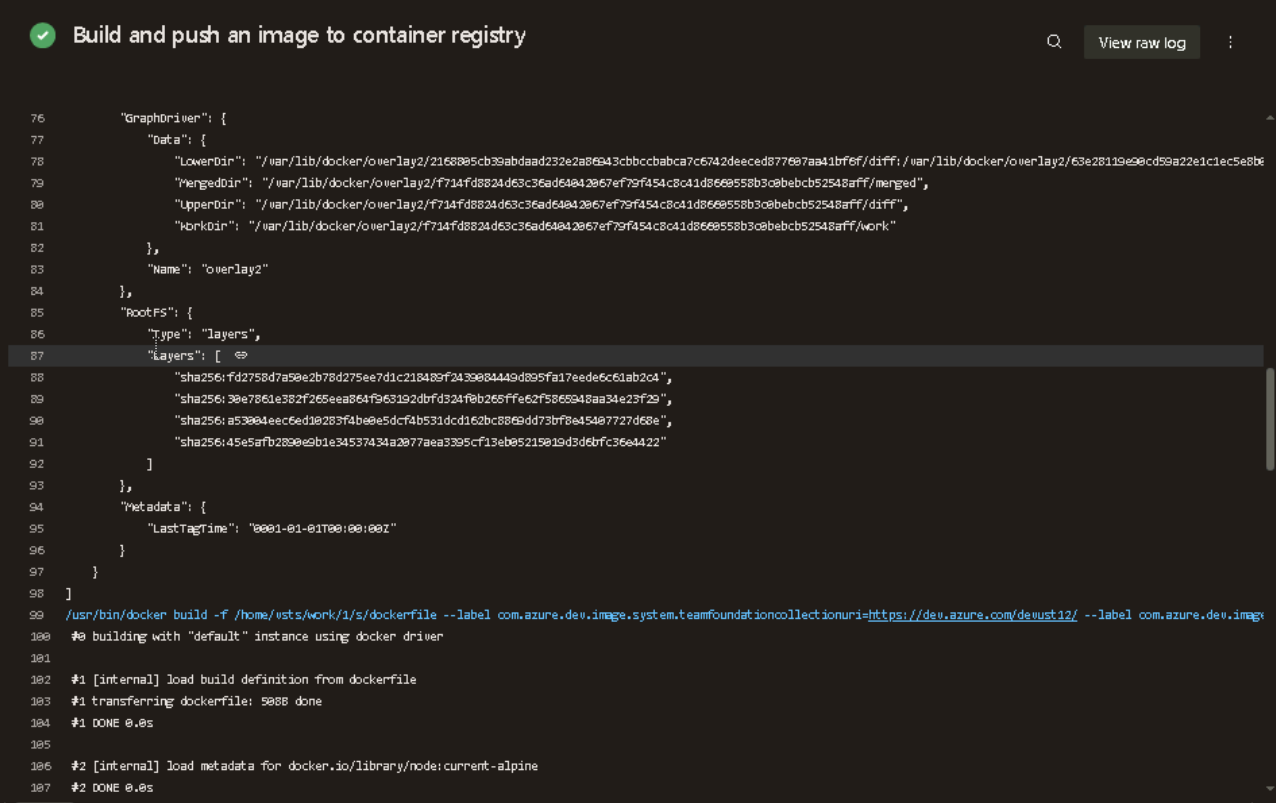 Build and push an image to container registry
View raw log
76 "GraphDriver": {
77 "Data": {
78 "LowerDir": "/var/lib/docker/overlay2/2168805cb39abdaad232e2a86943cbbccbabca7c6742deeced877607aa41bf6f/diff:/var/lib/docker/overlay2/63e28119e90cd59a22e1c1ec5e8b0
79 "MergedDir": "/var/lib/docker/overlay2/f714fd8824d63c36ad64042067ef79f454c8c41d8660558b3c0bebcb52548aff/merged",
80 "UpperDir": "/var/lib/docker/overlay2/f714fd8824d63c36ad64042067ef79f454c8c41d8660558b3c0bebcb52548aff/diff",
81 "WorkDir": "/var/lib/docker/overlay2/f714fd8824d63c36ad64042067ef79f454c8c41d8660558b3c0bebcb52548aff/work"
82 },
83 "Name": "overlay2"
84 },
85 "RootFS": {
86 "Type": "layers",
87 "Layers": [
88 "sha256:fd2758d7a50e2b78d275ee7d1c218489f2439084449d895fa17eede6c61ab2c4",
89 "sha256:30e7861e382f265eea864f963192dbfd324f0b265ffe62f5865948aa34e23f29",
90 "sha256:a53004eec6ed10283f4be0e5dcf4b531dcd162bc8869dd73bf8e45407727d68e",
91 "sha256:45e5afb2890e9b1e34537434a2077aea3395cf13eb05215019d3d6bfc36e4422"
92 ]
93 },
94 "Metadata": {
95 "LastTagTime": "0001-01-01T00:00:00Z"
96 }
97 }
98 ]
99 /usr/bin/docker build -f /home/vsts/work/1/s/dockerfile --label com.azure.dev.image.system.teamfoundationcollectionuri=https://dev.azure.com/devust12/ --label com.azure.dev.image
100 #0 building with "default" instance using docker driver
101
102 #1 [internal] load build definition from dockerfile
103 #1 transferring dockerfile: 508B done
104 #1 DONE 0.0s
105
106 #2 [internal] load metadata for docker.io/library/node:current-alpine
107 #2 DONE 0.0s